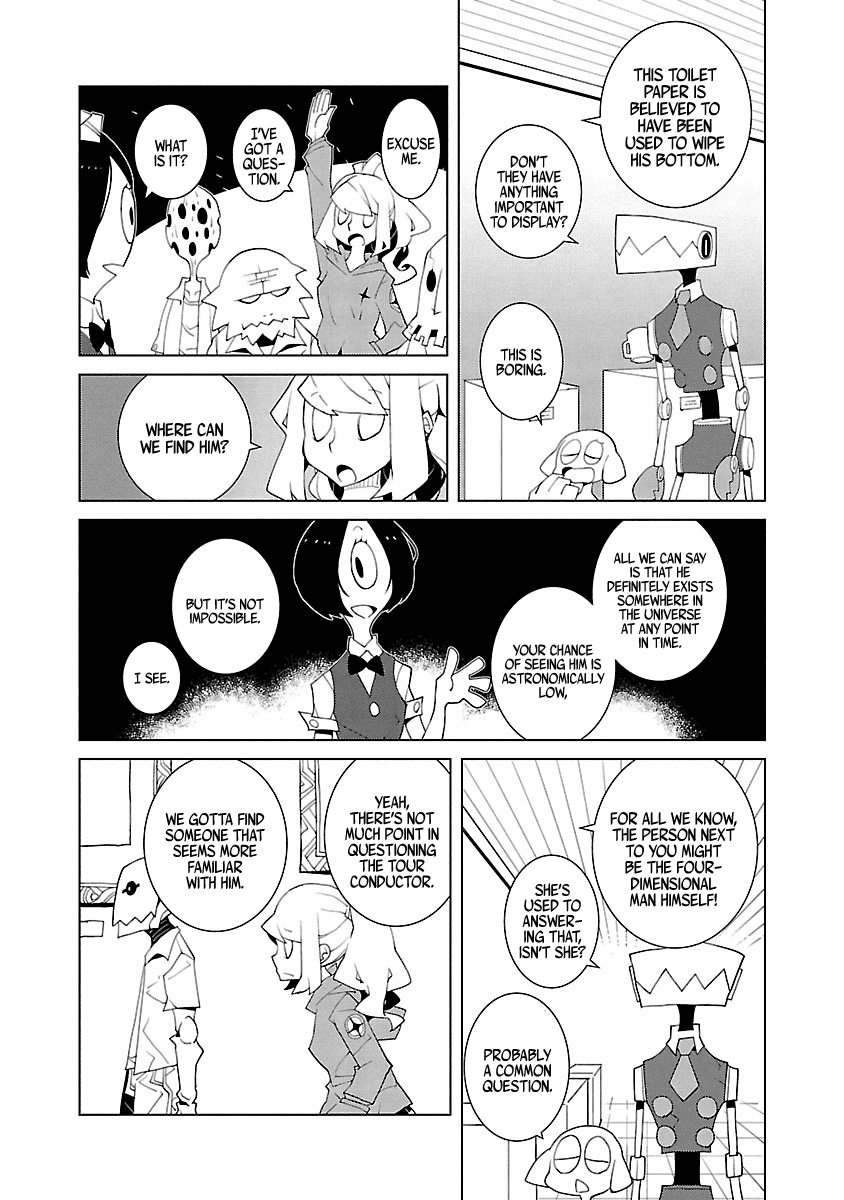 THIS TOILET
PAPER IS
BELIEVED TO
HAVE BEEN
USED TO WIPE
HIS BOTTOM.
DON'T
THEY HAVE
ANYTHING
IMPORTANT
TO DISPLAY?
THIS IS
BORING.
EXCUSE
ME.
I'VE
GOT A
QUES-
TION.
WHAT
IS IT?
WHERE CAN
WE FIND HIM?
ALL WE CAN SAY
IS THAT HE
DEFINITELY EXISTS
SOMEWHERE IN
THE UNIVERSE
AT ANY POINT
IN TIME.
YOUR CHANCE
OF SEEING HIM IS
ASTRONOMICALLY
LOW,
BUT IT'S NOT
IMPOSSIBLE.
I SEE.
FOR ALL WE KNOW,
THE PERSON NEXT
TO YOU MIGHT
BE THE FOUR-
DIMENSIONAL
MAN HIMSELF!
SHE'S
USED TO
ANSWER-
ING THAT,
ISN'T SHE?
PROBABLY
A COMMON
QUESTION.
YEAH,
THERE'S NOT
MUCH POINT IN
QUESTIONING
THE TOUR
CONDUCTOR.
WE GOTTA FIND
SOMEONE THAT
SEEMS MORE
FAMILIAR
WITH HIM.